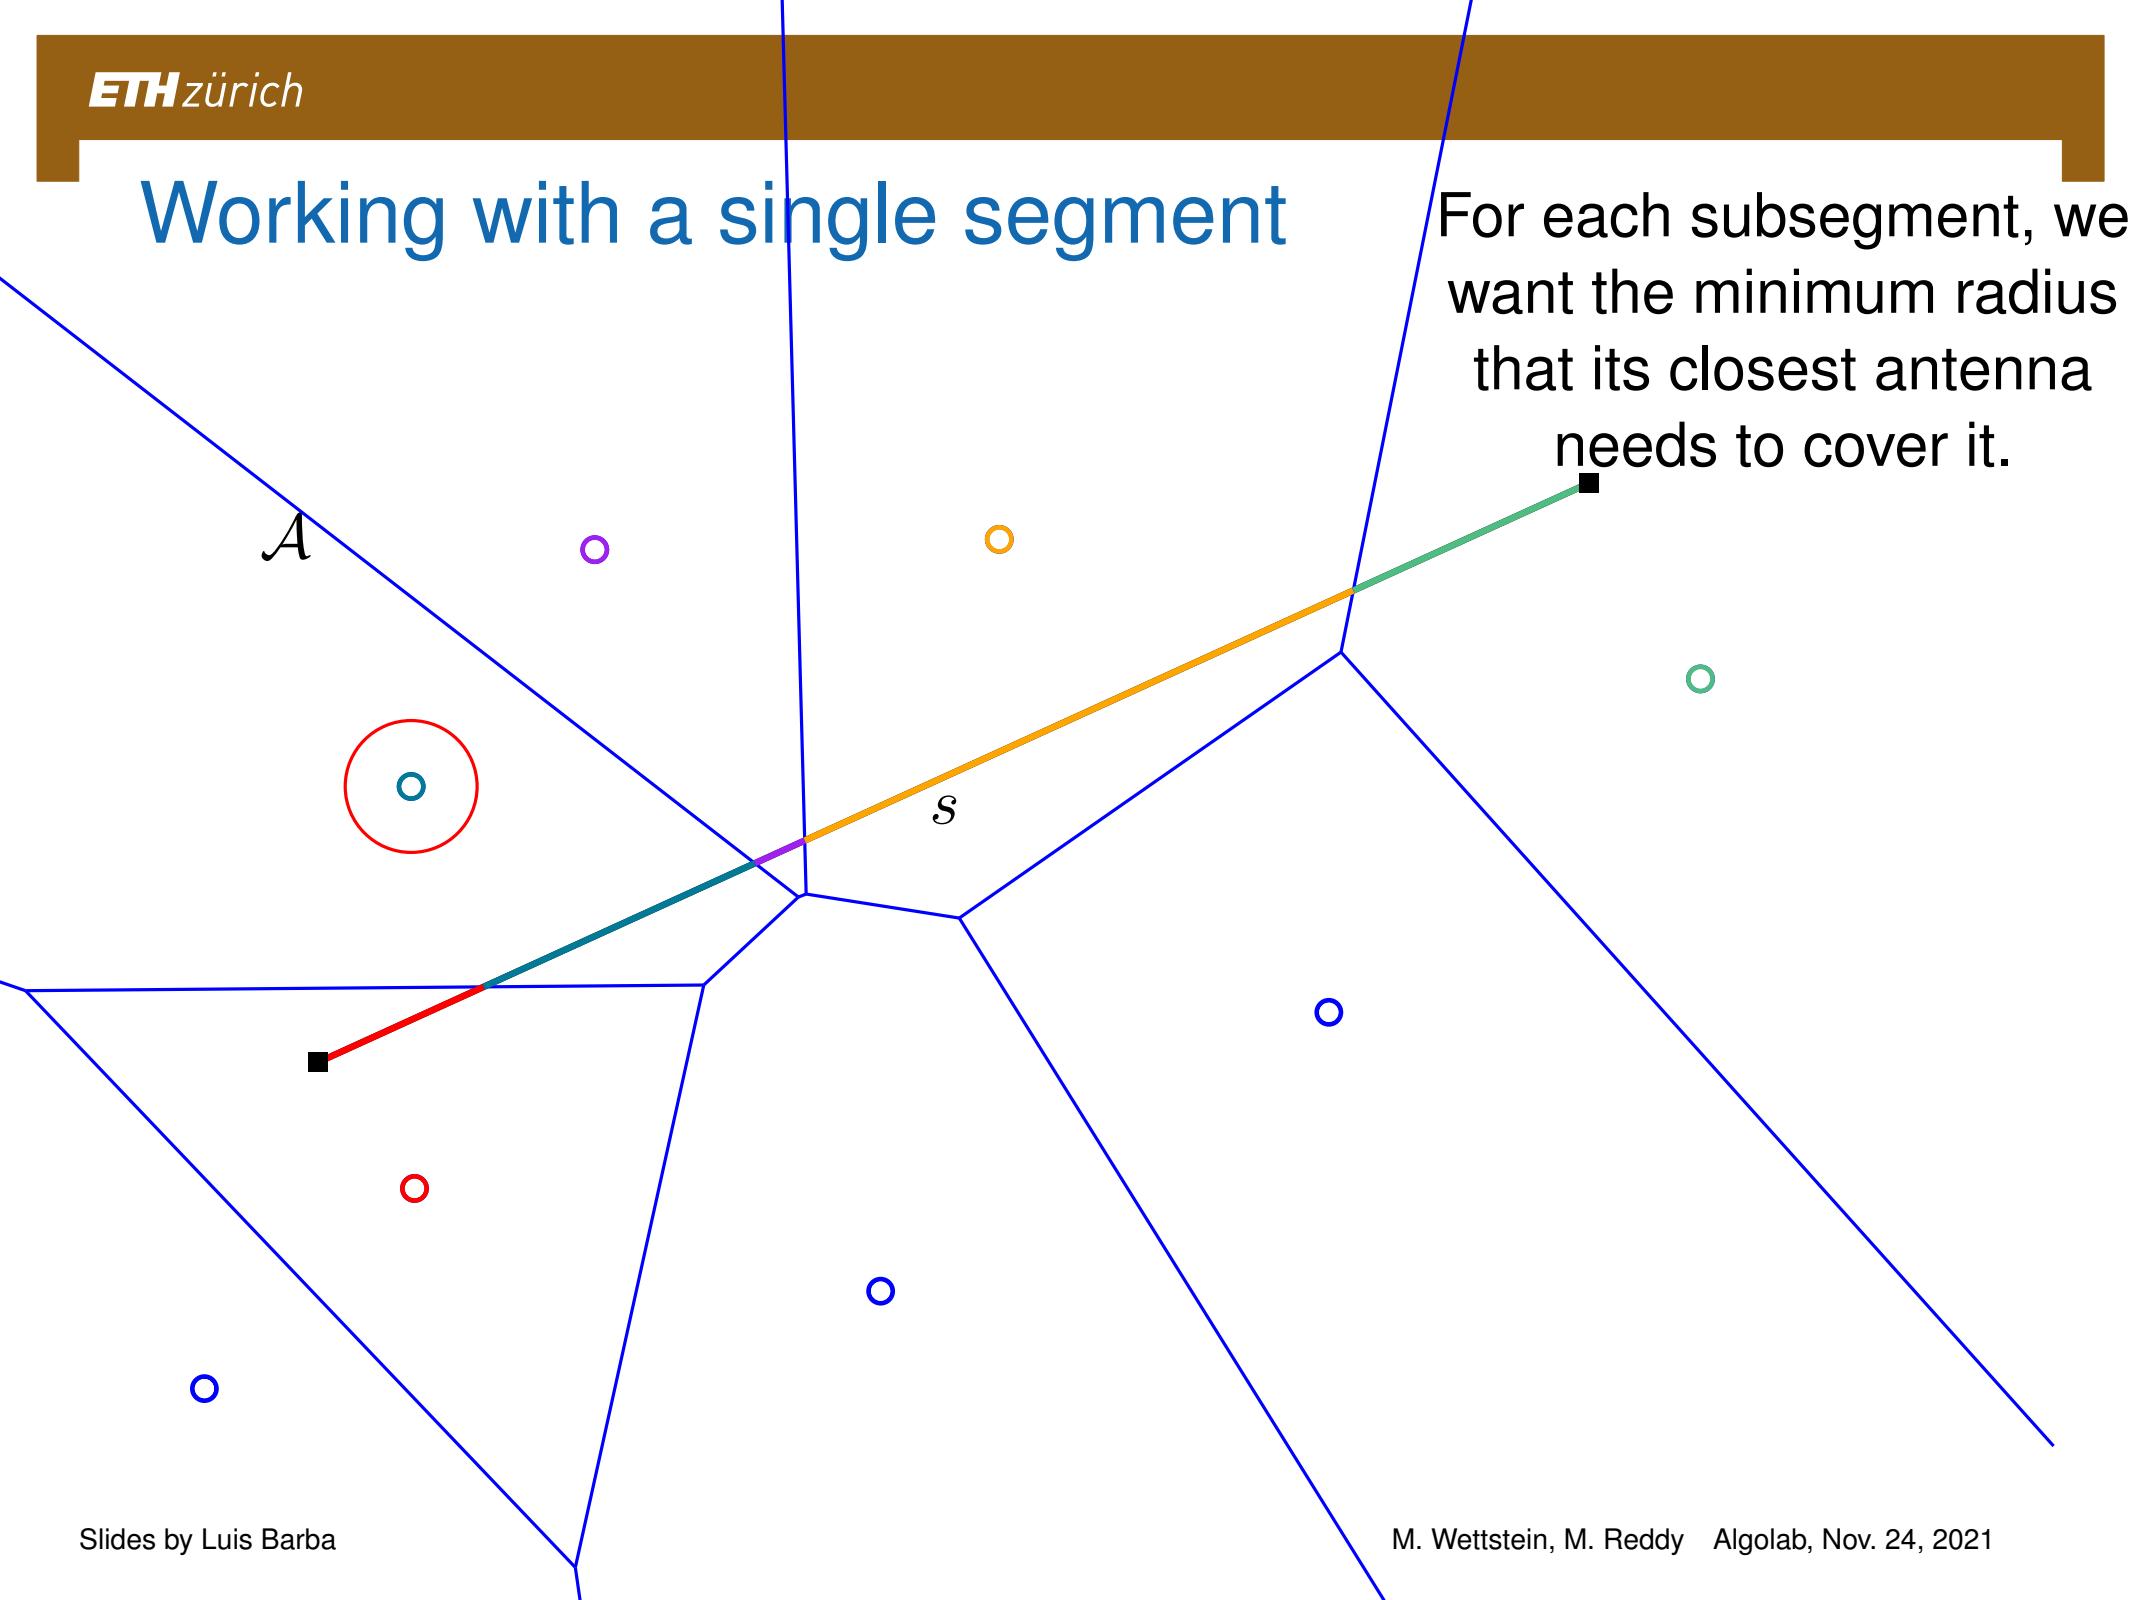 ETH zürich
Working with a single segment
For each subsegment, we
want the minimum radius
that its closest antenna
needs to cover it.
𝒜
s
Slides by Luis Barba
M. Wettstein, M. Reddy Algolab, Nov. 24, 2021